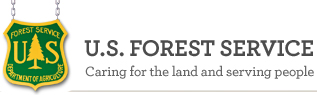 FOREST SERVICE
U S
DEPARTMENT OF AGRICULTURE
U.S. FOREST SERVICE
Caring for the land and serving people